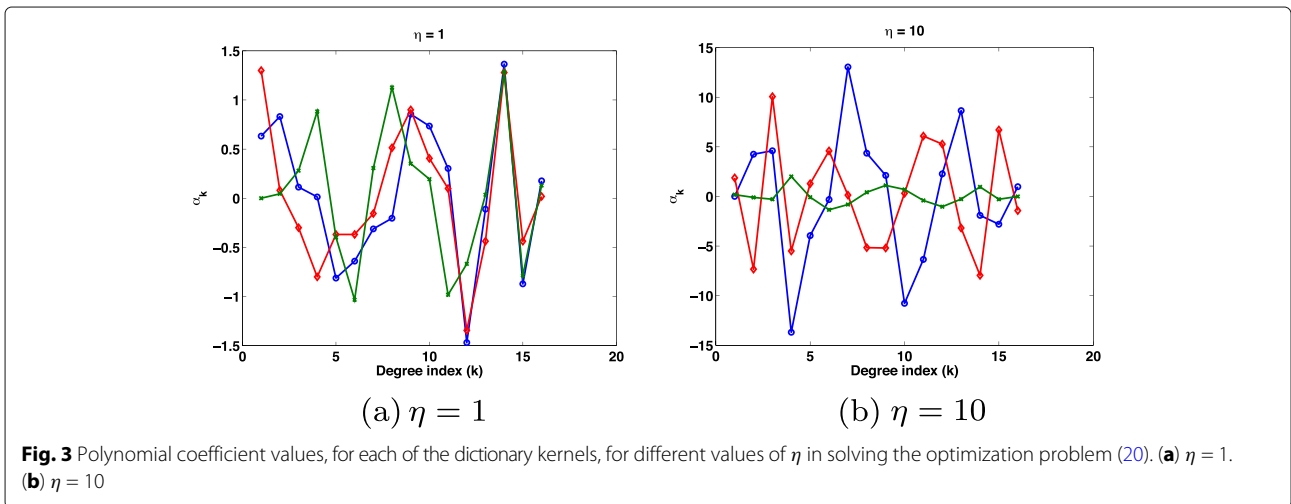 η = 1
1.5
1
0.5
0
−0.5
−1
−1.5
α_k
0
5
10
15
20
Degree index (k)
(a) η = 1
η = 10
15
10
5
0
−5
−10
−15
α_k
0
5
10
15
20
Degree index (k)
(b) η = 10
Fig. 3 Polynomial coefficient values, for each of the dictionary kernels, for different values of η in solving the optimization problem (20). (a) η = 1.
(b) η = 10